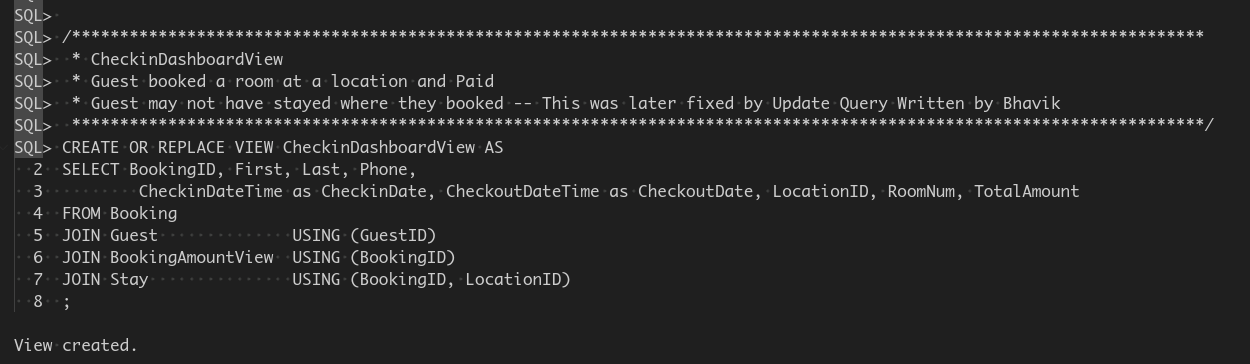 SQL>
SQL> /**********************************************************************************************************************
SQL>  * CheckinDashboardView
SQL>  * Guest booked a room at a location and Paid
SQL>  * Guest may not have stayed where they booked -- This was later fixed by Update Query Written by Bhavik
SQL>  **********************************************************************************************************************/
SQL> CREATE OR REPLACE VIEW CheckinDashboardView AS
  2  SELECT BookingID, First, Last, Phone,
  3          CheckinDateTime as CheckinDate, CheckoutDateTime as CheckoutDate, LocationID, RoomNum, TotalAmount
  4  FROM Booking
  5  JOIN Guest              USING (GuestID)
  6  JOIN BookingAmountView  USING (BookingID)
  7  JOIN Stay               USING (BookingID, LocationID)
  8  ;
View created.